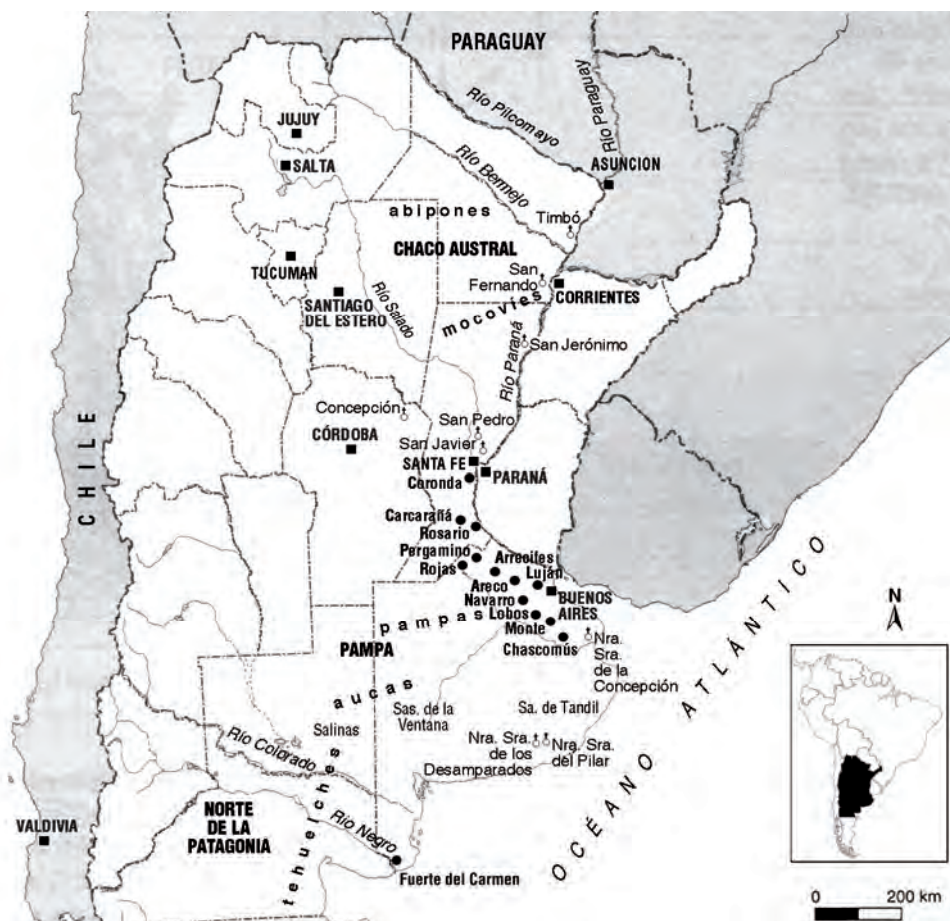 PARAGUAY
Río Paraguay
Río Pilcomayo
JUJUY
SALTA
ASUNCION
Río Bermejo
abipones
Timbó
CHACO AUSTRAL
TUCUMAN
San
Fernando
CORRIENTES
SANTIAGO
DEL ESTERO
Río Salado
mocovíes
San Jerónimo
Río Paraná
CHILE
Concepción
San Pedro
CÓRDOBA
San Javier
SANTA FE
PARANÁ
Coronda
Carcarañá
Rosario
Pergamino
Arrecifes
Rojas
Luján
Areco
BUENOS
AIRES
Navarro
Lobos
pampas
Monte
Chascomús
Nra.
Sra.
de la
Concepción
PAMPA
aucas
Sas. de la
Ventana
Sa. de Tandil
Salinas
Nra. Sra.
de los
Desamparados
Nra. Sra.
del Pilar
Río Colorado
OCÉANO ATLÁNTICO
N
tehuelches
NORTE
DE LA
PATAGONIA
VALDIVIA
Río Negro
Fuerte del Carmen
0 200 km